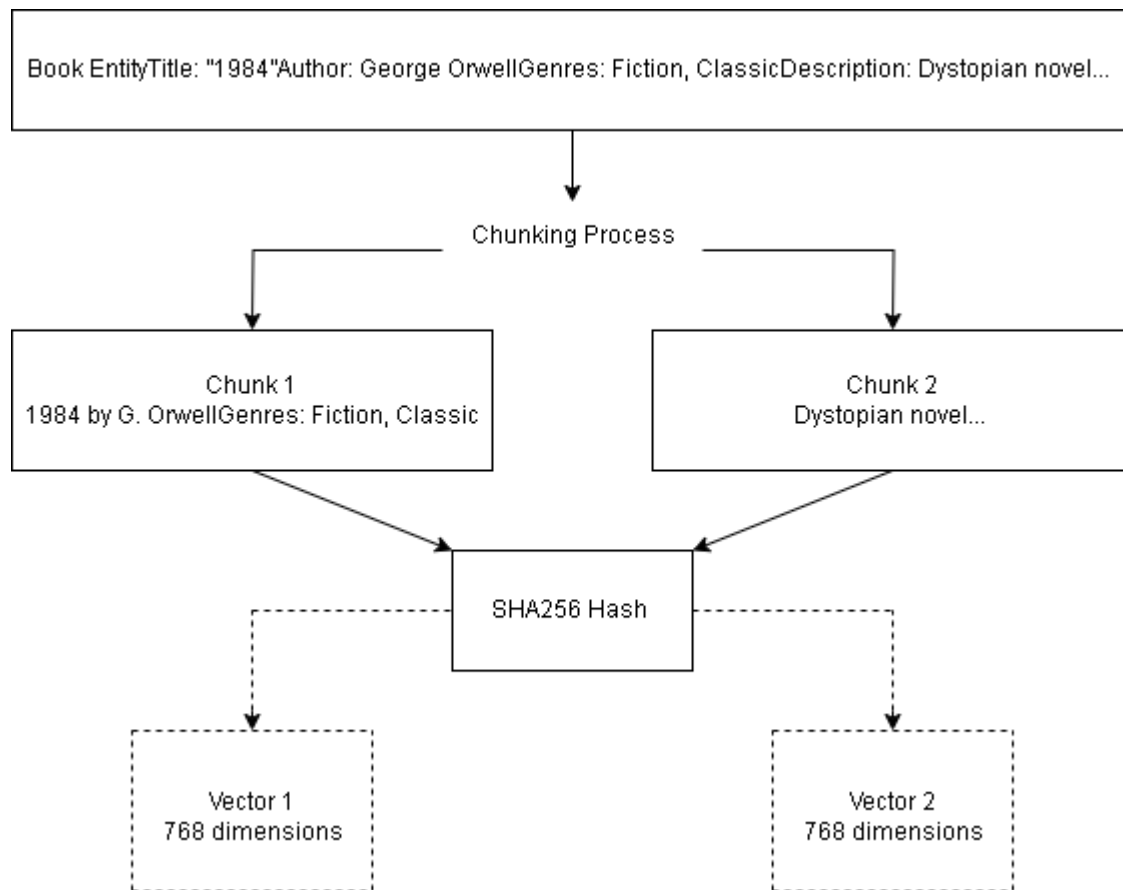 Book EntityTitle: "1984"Author: George OrwellGenres: Fiction, ClassicDescription: Dystopian novel...
Chunking Process
Chunk 1
1984 by G. OrwellGenres: Fiction, Classic
Chunk 2
Dystopian novel...
SHA256 Hash
Vector 1
768 dimensions
Vector 2
768 dimensions